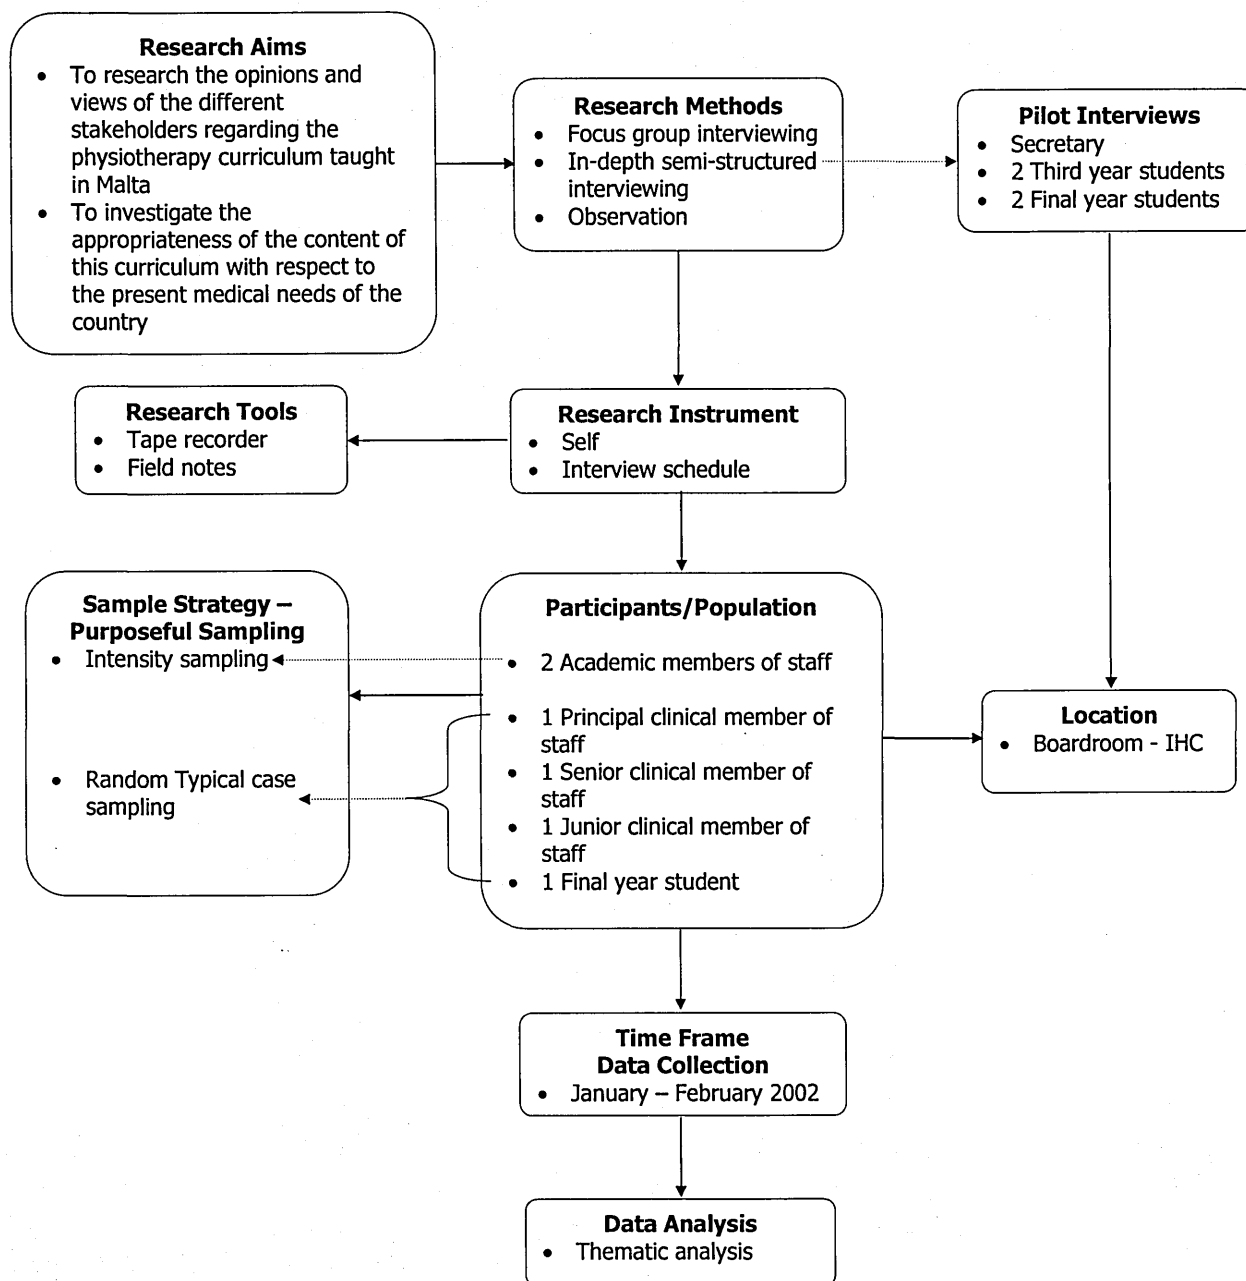 Research Aims
• To research the opinions and
views of the different
stakeholders regarding the
physiotherapy curriculum taught
in Malta
• To investigate the
appropriateness of the content of
this curriculum with respect to
the present medical needs of the
country
Research Methods
• Focus group interviewing
• In-depth semi-structured
interviewing
• Observation
Pilot Interviews
• Secretary
• 2 Third year students
• 2 Final year students
Research Tools
• Tape recorder
• Field notes
Research Instrument
• Self
• Interview schedule
Sample Strategy –
Purposeful Sampling
• Intensity sampling
• Random Typical case
sampling
Participants/Population
• 2 Academic members of staff
• 1 Principal clinical member of
staff
• 1 Senior clinical member of
staff
• 1 Junior clinical member of
staff
• 1 Final year student
Location
• Boardroom - IHC
Time Frame
Data Collection
• January – February 2002
Data Analysis
• Thematic analysis